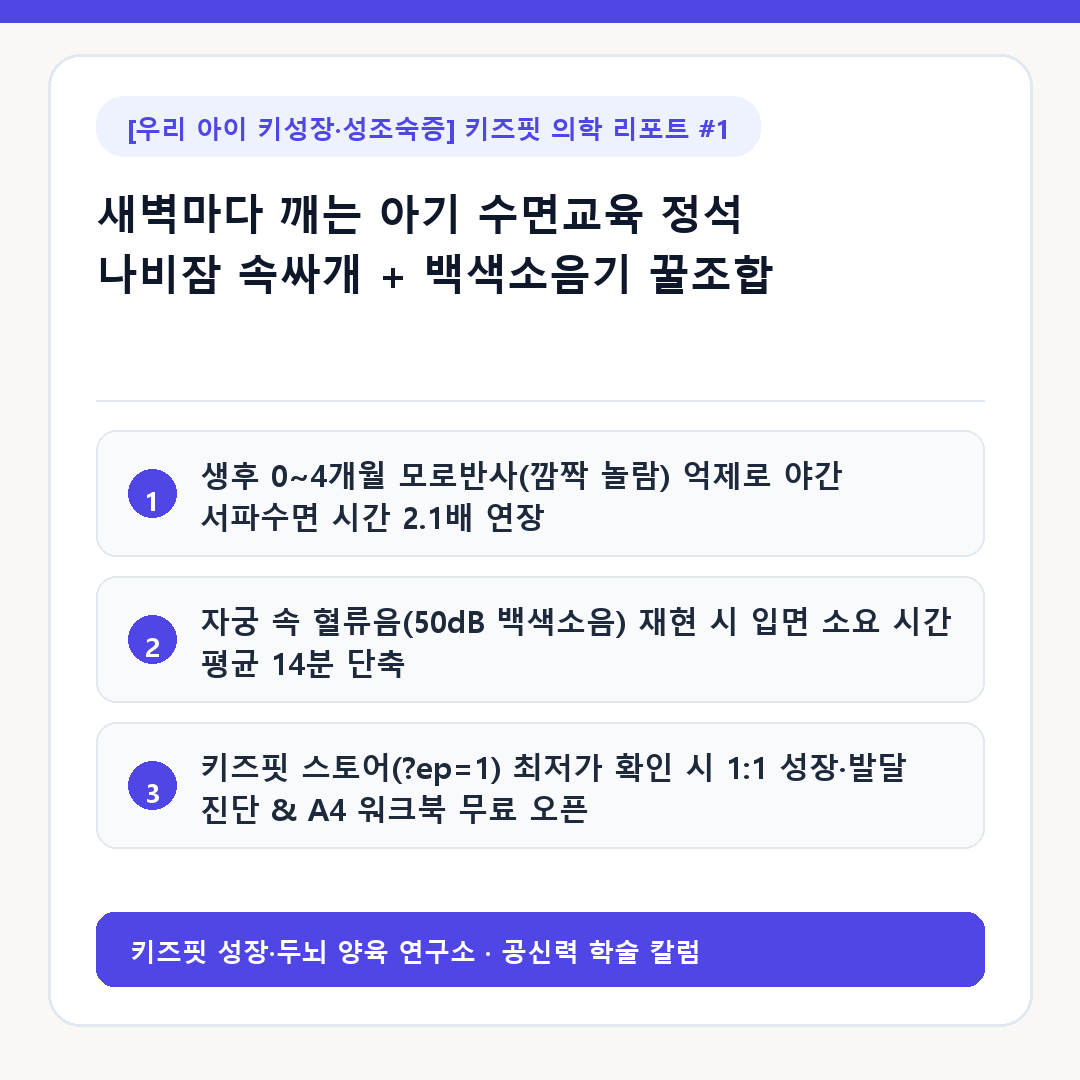 [우리 아이 키성장·성조숙증] 키즈핏 의학 리포트 #1
새벽마다 깨는 아기 수면교육 정석
나비잠 속싸개 + 백색소음기 꿀조합
1
생후 0~4개월 모로반사(깜짝 놀람) 억제로 야간
서파수면 시간 2.1배 연장
2
자궁 속 혈류음(50dB 백색소음) 재현 시 입면 소요 시간
평균 14분 단축
3
키즈핏 스토어(?ep=1) 최저가 확인 시 1:1 성장·발달
진단 & A4 워크북 무료 오픈
키즈핏 성장·두뇌 양육 연구소 · 공신력 학술 칼럼